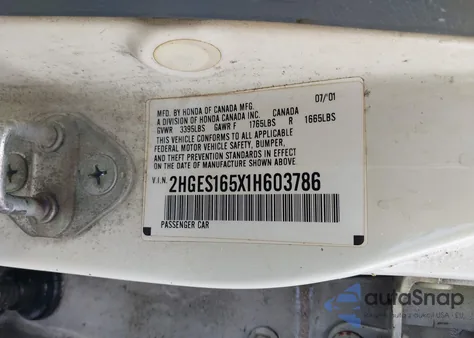 07/01
MFD. BY HONDA OF CANADA MFG.
A DIVISION OF HONDA CANADA INC. CANADA
GVWR 3395LBS GAWR F 1765LBS R 1665LBS
THIS VEHICLE CONFORMS TO ALL APPLICABLE
FEDERAL MOTOR VEHICLE SAFETY, BUMPER,
AND THEFT PREVENTION STANDARDS IN EFFECT
ON THE DATE OF MANUFACTURE SHOWN ABOVE.
V.I.N. 2HGES165X1H603786
PASSENGER CAR
autoSnap